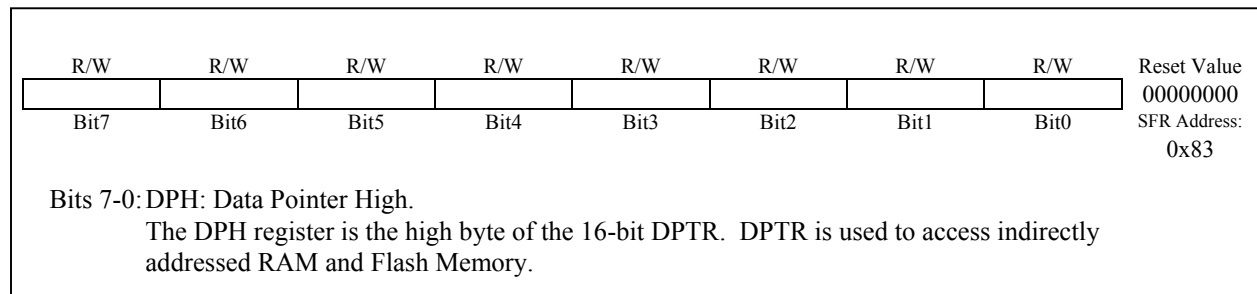 R/W R/W R/W R/W R/W R/W R/W R/W Reset Value
00000000
Bit7 Bit6 Bit5 Bit4 Bit3 Bit2 Bit1 Bit0 SFR Address:
0x83
Bits 7-0: DPH: Data Pointer High.
The DPH register is the high byte of the 16-bit DPTR. DPTR is used to access indirectly
addressed RAM and Flash Memory.